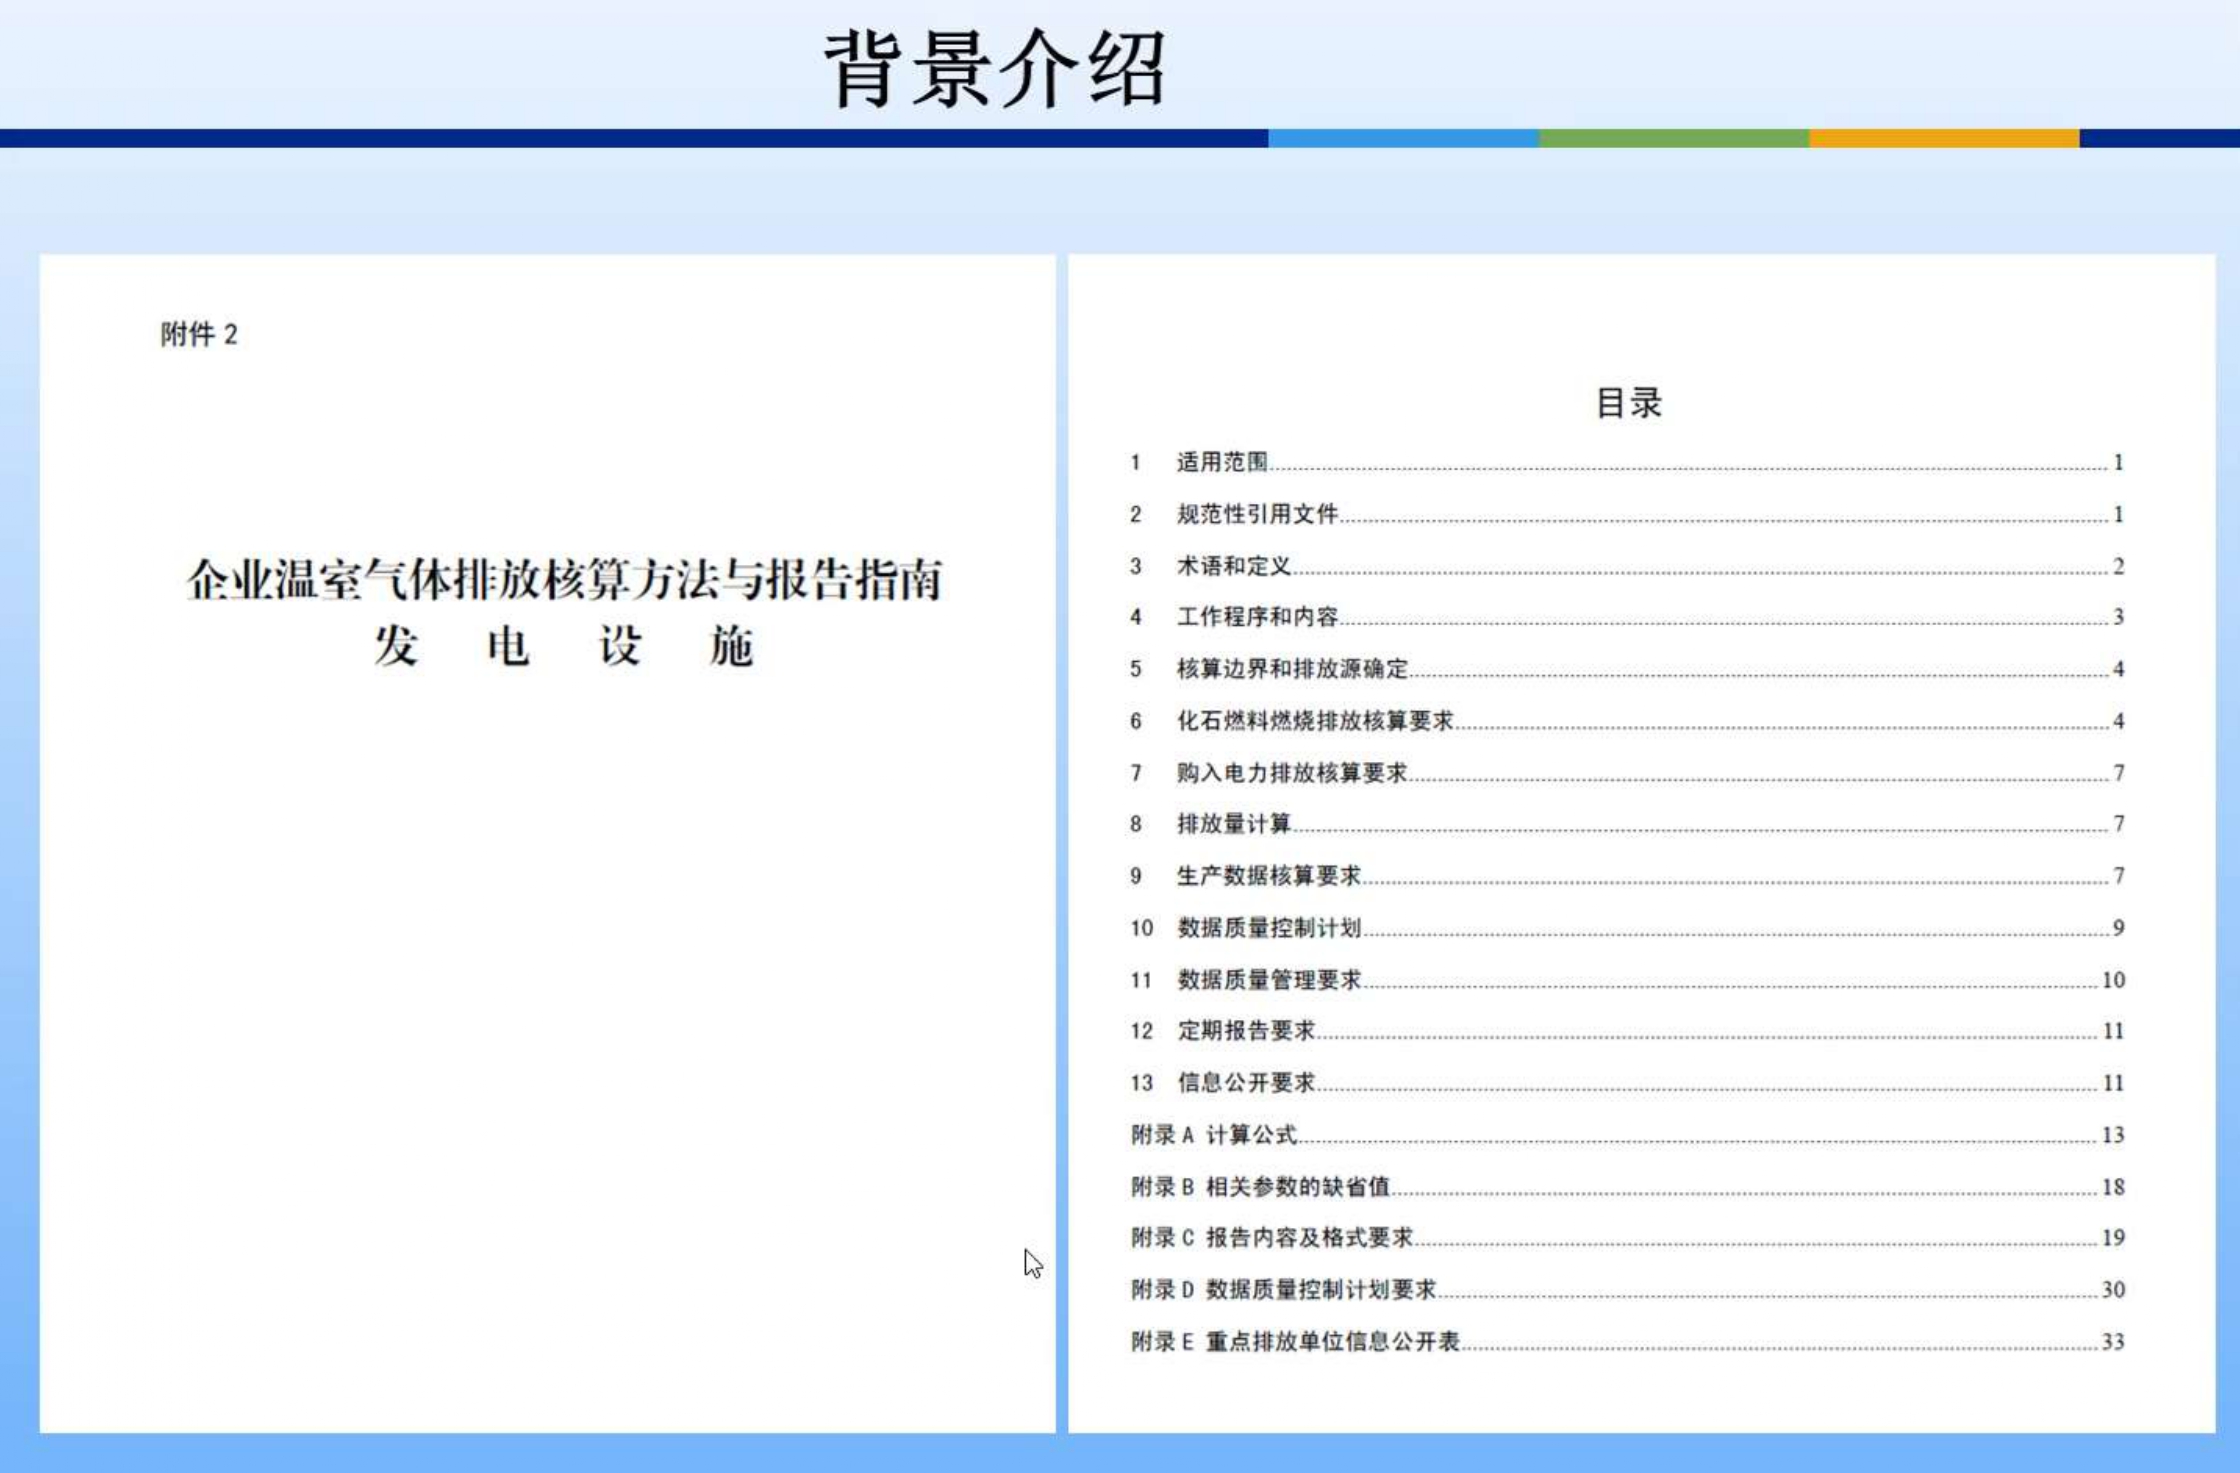 背景介绍
附件 2
企业温室气体排放核算方法与报告指南
发 电 设 施
目录
1 适用范围 1
2 规范性引用文件 1
3 术语和定义 2
4 工作程序和内容 3
5 核算边界和排放源确定 4
6 化石燃料燃烧排放核算要求 4
7 购入电力排放核算要求 7
8 排放量计算 7
9 生产数据核算要求 7
10 数据质量控制计划 9
11 数据质量管理要求 10
12 定期报告要求 11
13 信息公开要求 11
附录 A 计算公式 13
附录 B 相关参数的缺省值 18
附录 C 报告内容及格式要求 19
附录 D 数据质量控制计划要求 30
附录 E 重点排放单位信息公开表 33